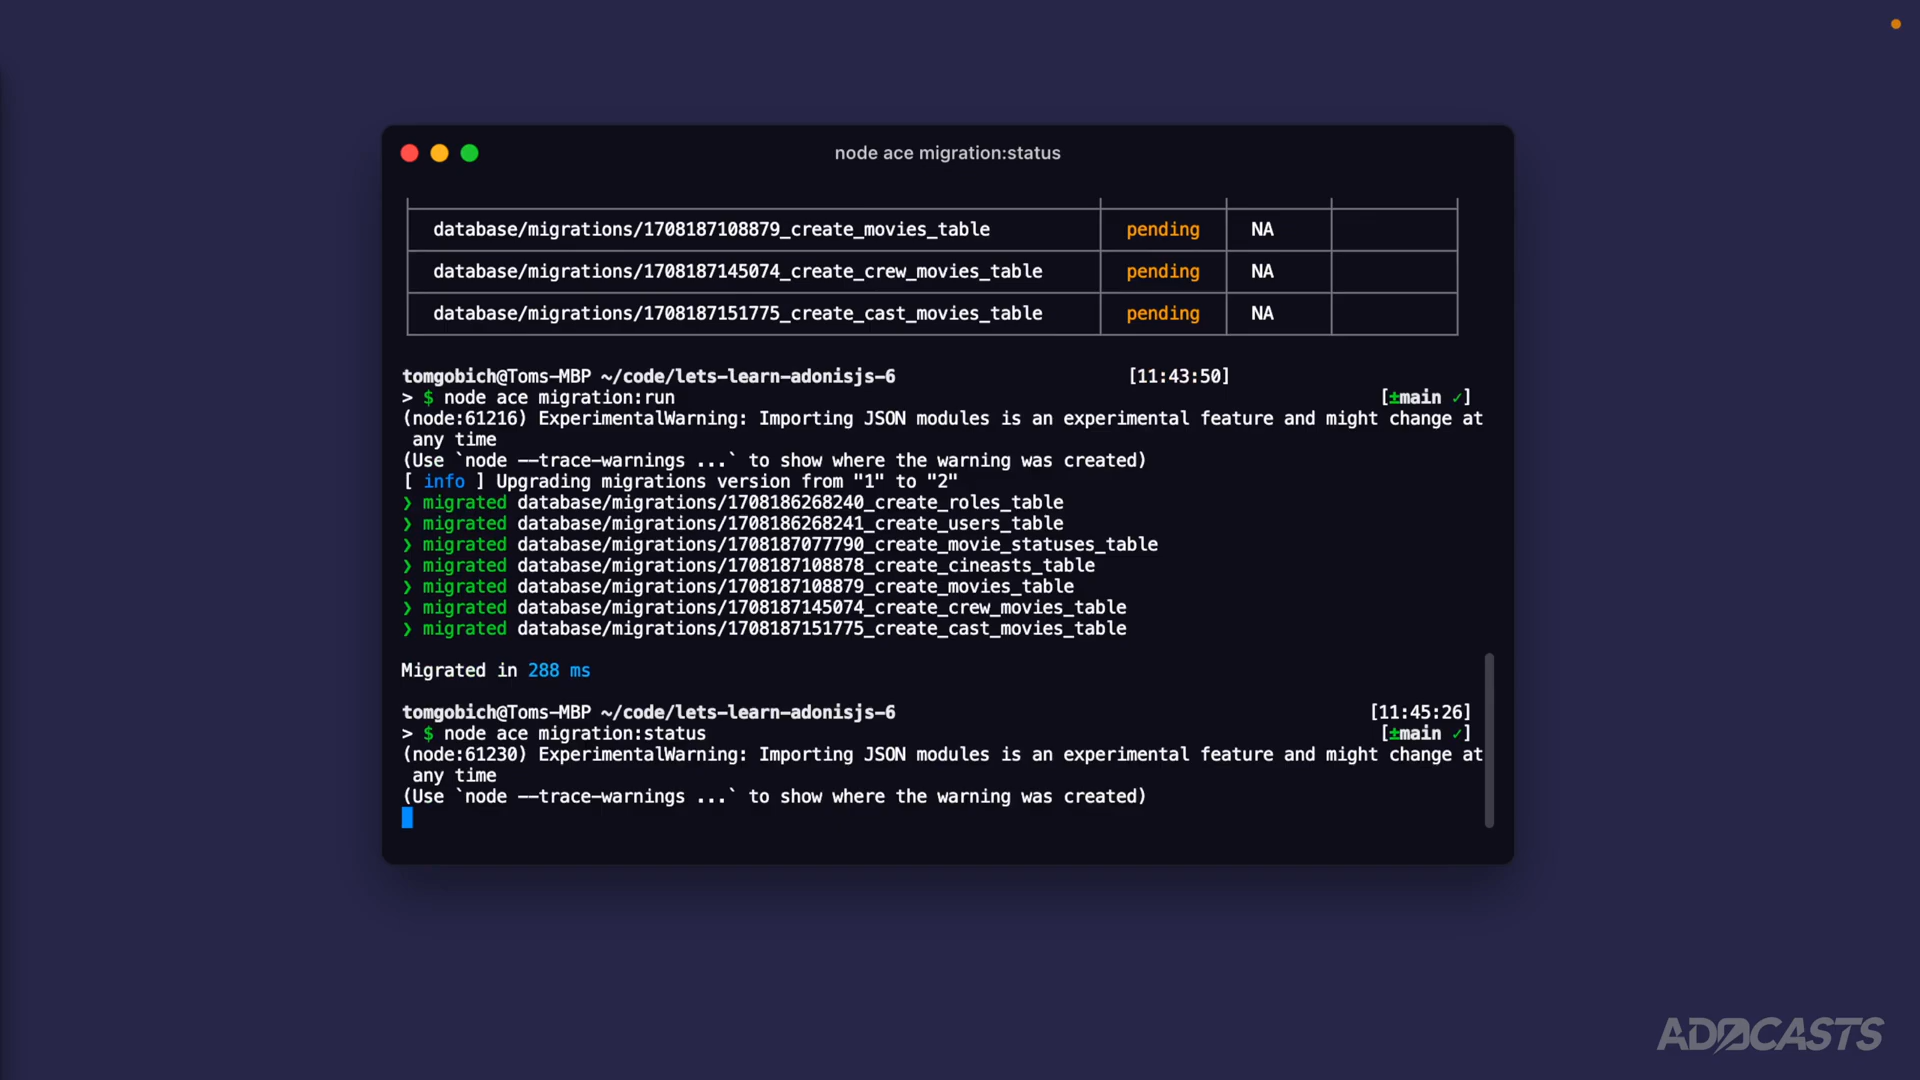 node ace migration:status
database/migrations/1708187108879_create_movies_table pending NA
database/migrations/1708187145074_create_crew_movies_table pending NA
database/migrations/1708187151775_create_cast_movies_table pending NA
tomgobich@Toms-MBP ~/code/lets-learn-adonisjs-6 [11:43:50]
> $ node ace migration:run [±main ✓]
(node:61216) ExperimentalWarning: Importing JSON modules is an experimental feature and might change at
any time
(Use `node --trace-warnings ...` to show where the warning was created)
[ info ] Upgrading migrations version from "1" to "2"
❯ migrated database/migrations/1708186268240_create_roles_table
❯ migrated database/migrations/1708186268241_create_users_table
❯ migrated database/migrations/1708187077790_create_movie_statuses_table
❯ migrated database/migrations/1708187108878_create_cineasts_table
❯ migrated database/migrations/1708187108879_create_movies_table
❯ migrated database/migrations/1708187145074_create_crew_movies_table
❯ migrated database/migrations/1708187151775_create_cast_movies_table
Migrated in 288 ms
tomgobich@Toms-MBP ~/code/lets-learn-adonisjs-6 [11:45:26]
> $ node ace migration:status [±main ✓]
(node:61230) ExperimentalWarning: Importing JSON modules is an experimental feature and might change at
any time
(Use `node --trace-warnings ...` to show where the warning was created)
ADOCASTS